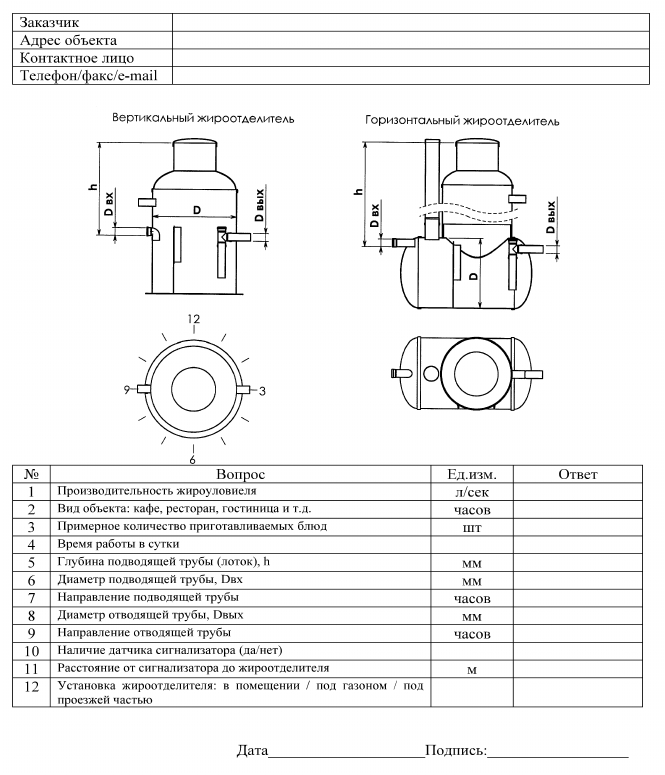 Заказчик
Адрес объекта
Контактное лицо
Телефон/факс/e-mail
Вертикальный жироотделитель
Горизонтальный жироотделитель
h
D вх
D
D вых
h
D вх
D
D вых
12
9
3
6
№ Вопрос Ед.изм. Ответ
1 Производительность жироуловиеля л/сек
2 Вид объекта: кафе, ресторан, гостиница и т.д. часов
3 Примерное количество приготавливаемых блюд шт
4 Время работы в сутки
5 Глубина подводящей трубы (лоток), h мм
6 Диаметр подводящей трубы, Dвх мм
7 Направление подводящей трубы часов
8 Диаметр отводящей трубы, Dвых мм
9 Направление отводящей трубы часов
10 Наличие датчика сигнализатора (да/нет)
11 Расстояние от сигнализатора до жироотделителя м
12 Установка жироотделителя: в помещении / под газоном / под
проезжей частью
Дата____________________Подпись:__________________